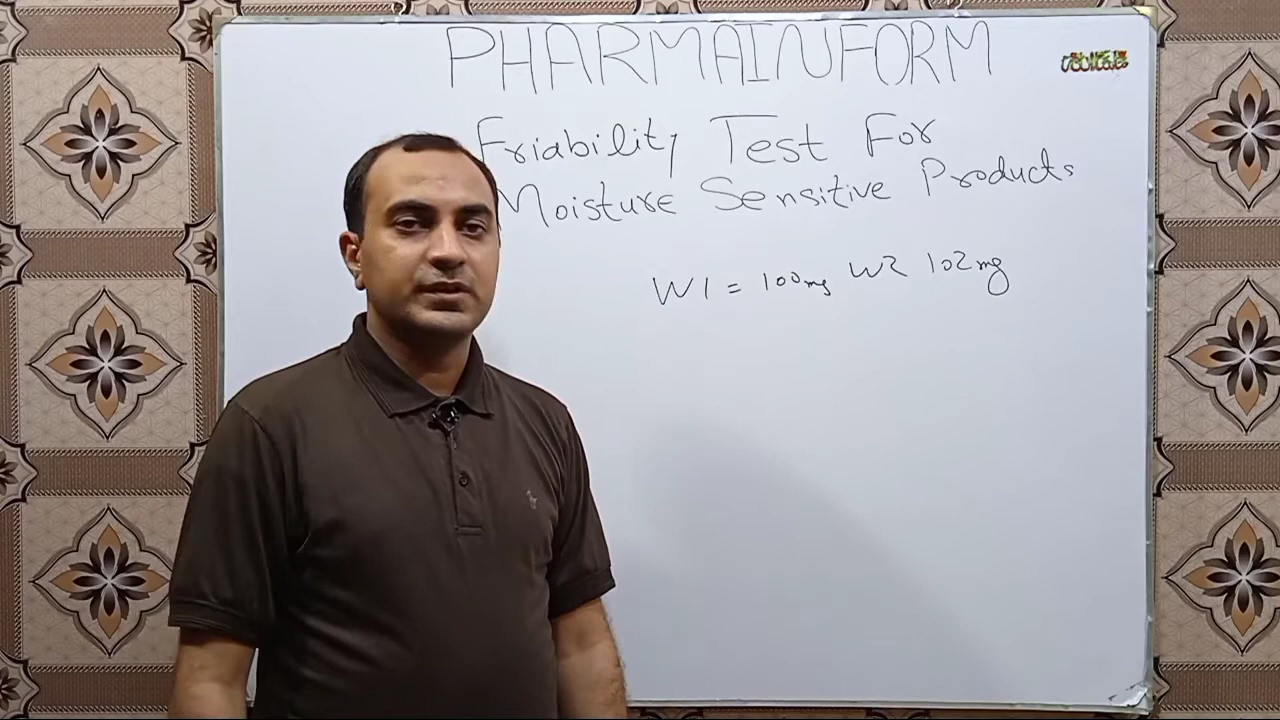 PHARMAINFORM
Friability Test For
Moisture Sensitive Products
W1 = 100mg W2 102mg